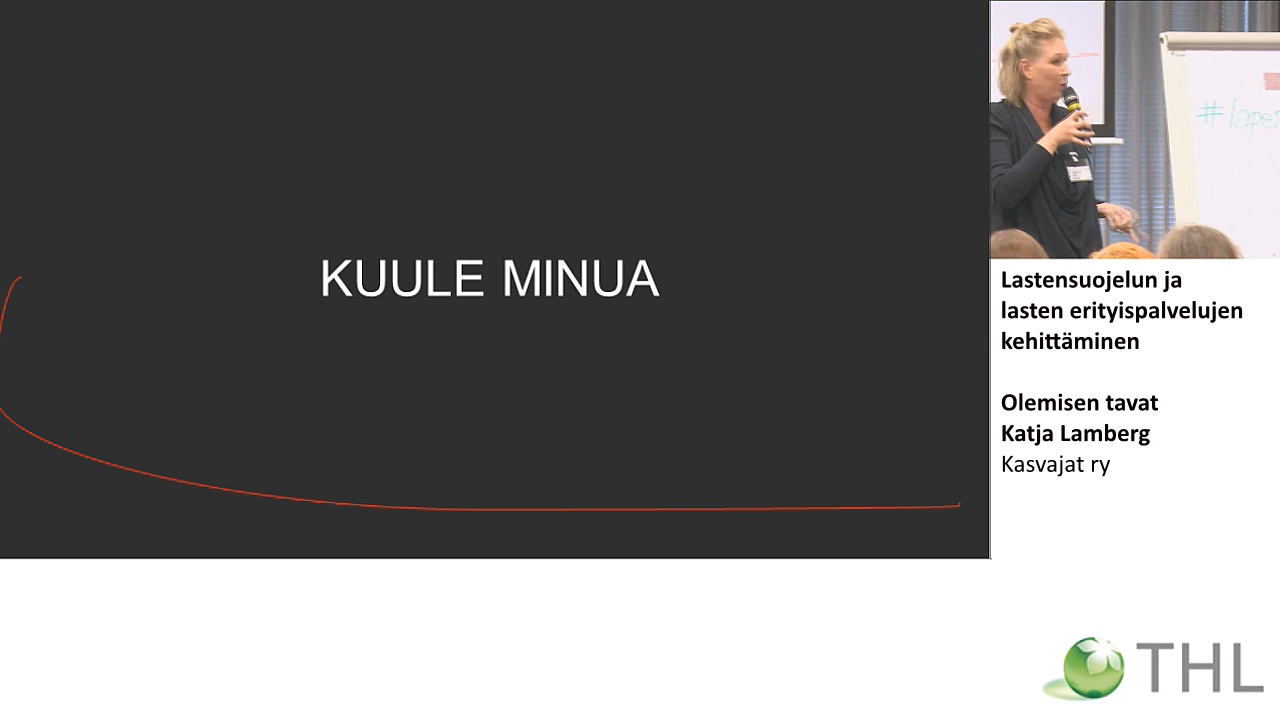 KUULE MINUA
Lastensuojelun ja
lasten erityispalvelujen
kehittäminen
Olemisen tavat
Katja Lamberg
Kasvajat ry
THL